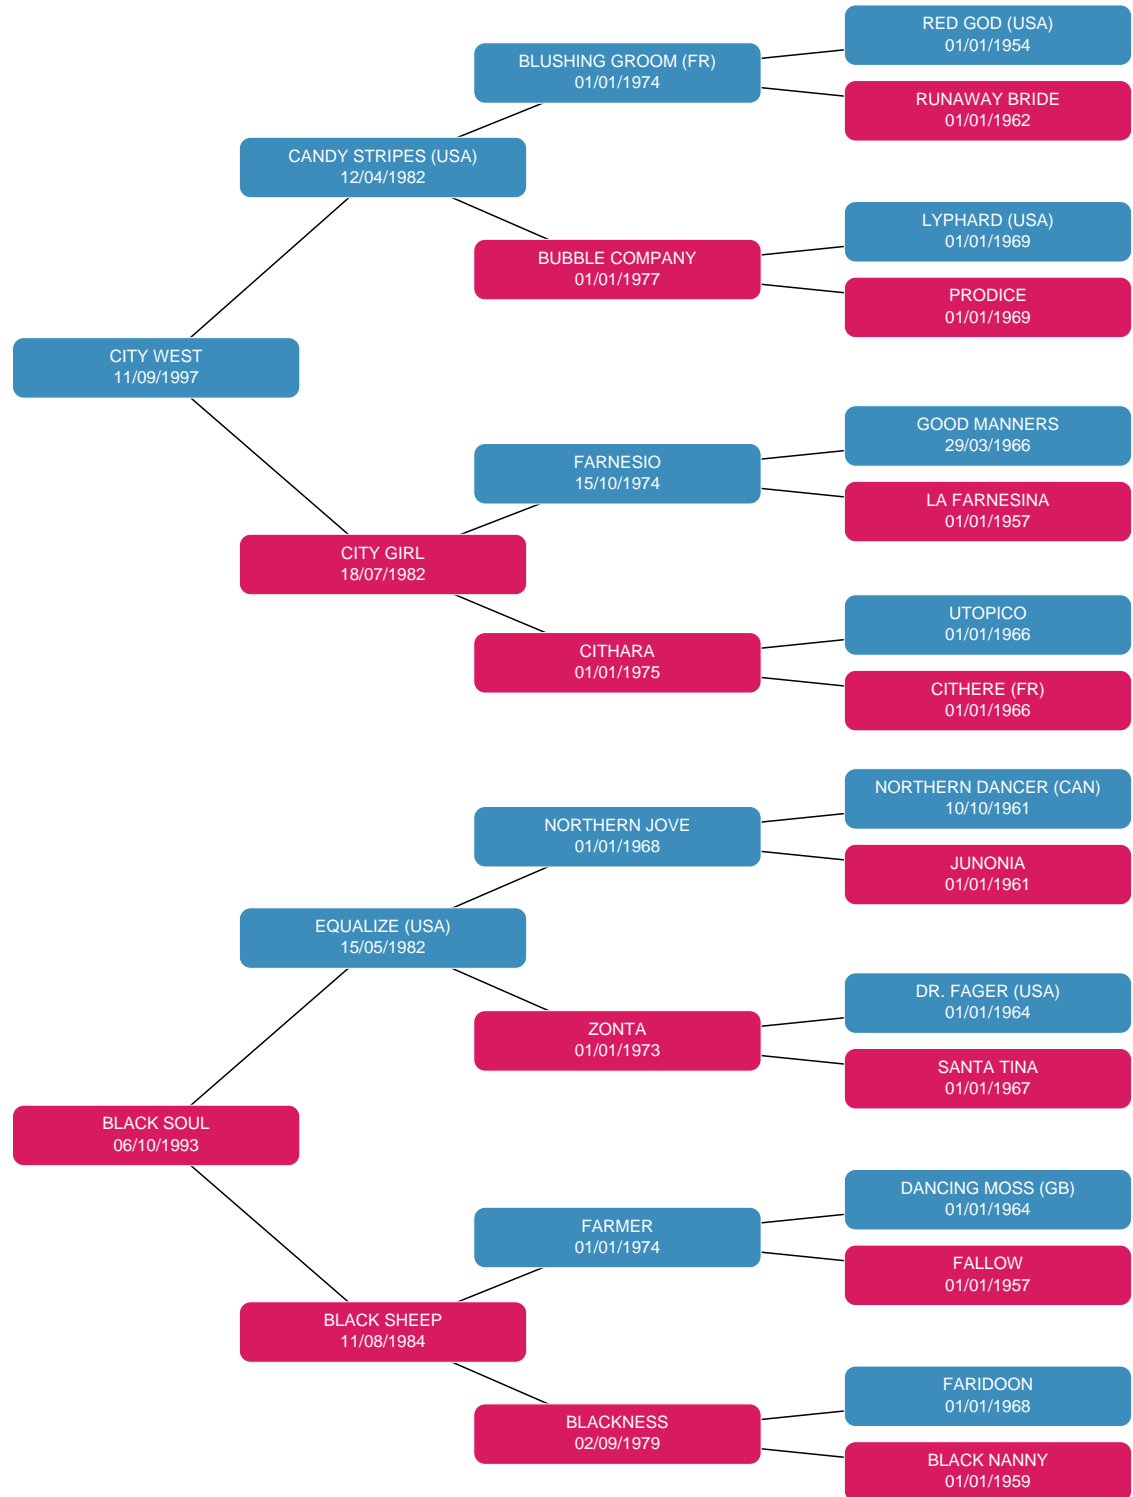 RED GOD (USA)
01/01/1954
BLUSHING GROOM (FR)
01/01/1974
RUNAWAY BRIDE
01/01/1962
CANDY STRIPES (USA)
12/04/1982
LYPHARD (USA)
01/01/1969
BUBBLE COMPANY
01/01/1977
PRODICE
01/01/1969
CITY WEST
11/09/1997
GOOD MANNERS
29/03/1966
FARNESIO
15/10/1974
LA FARNESINA
01/01/1957
CITY GIRL
18/07/1982
UTOPICO
01/01/1966
CITHARA
01/01/1975
CITHERE (FR)
01/01/1966
NORTHERN DANCER (CAN)
10/10/1961
NORTHERN JOVE
01/01/1968
JUNONIA
01/01/1961
EQUALIZE (USA)
15/05/1982
DR. FAGER (USA)
01/01/1964
ZONTA
01/01/1973
SANTA TINA
01/01/1967
BLACK SOUL
06/10/1993
DANCING MOSS (GB)
01/01/1964
FARMER
01/01/1974
FALLOW
01/01/1957
BLACK SHEEP
11/08/1984
FARIDOON
01/01/1968
BLACKNESS
02/09/1979
BLACK NANNY
01/01/1959